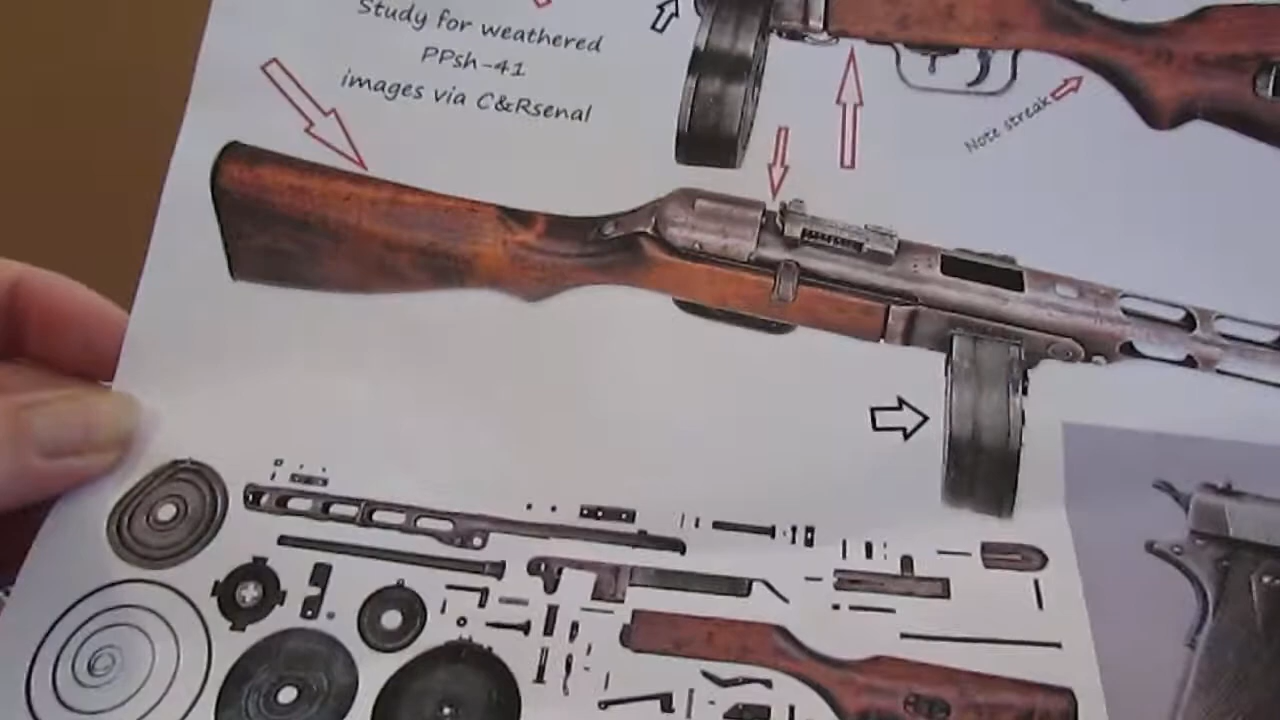 Study for weathered
PPsh-41
images via C&Rsenal
Note streak